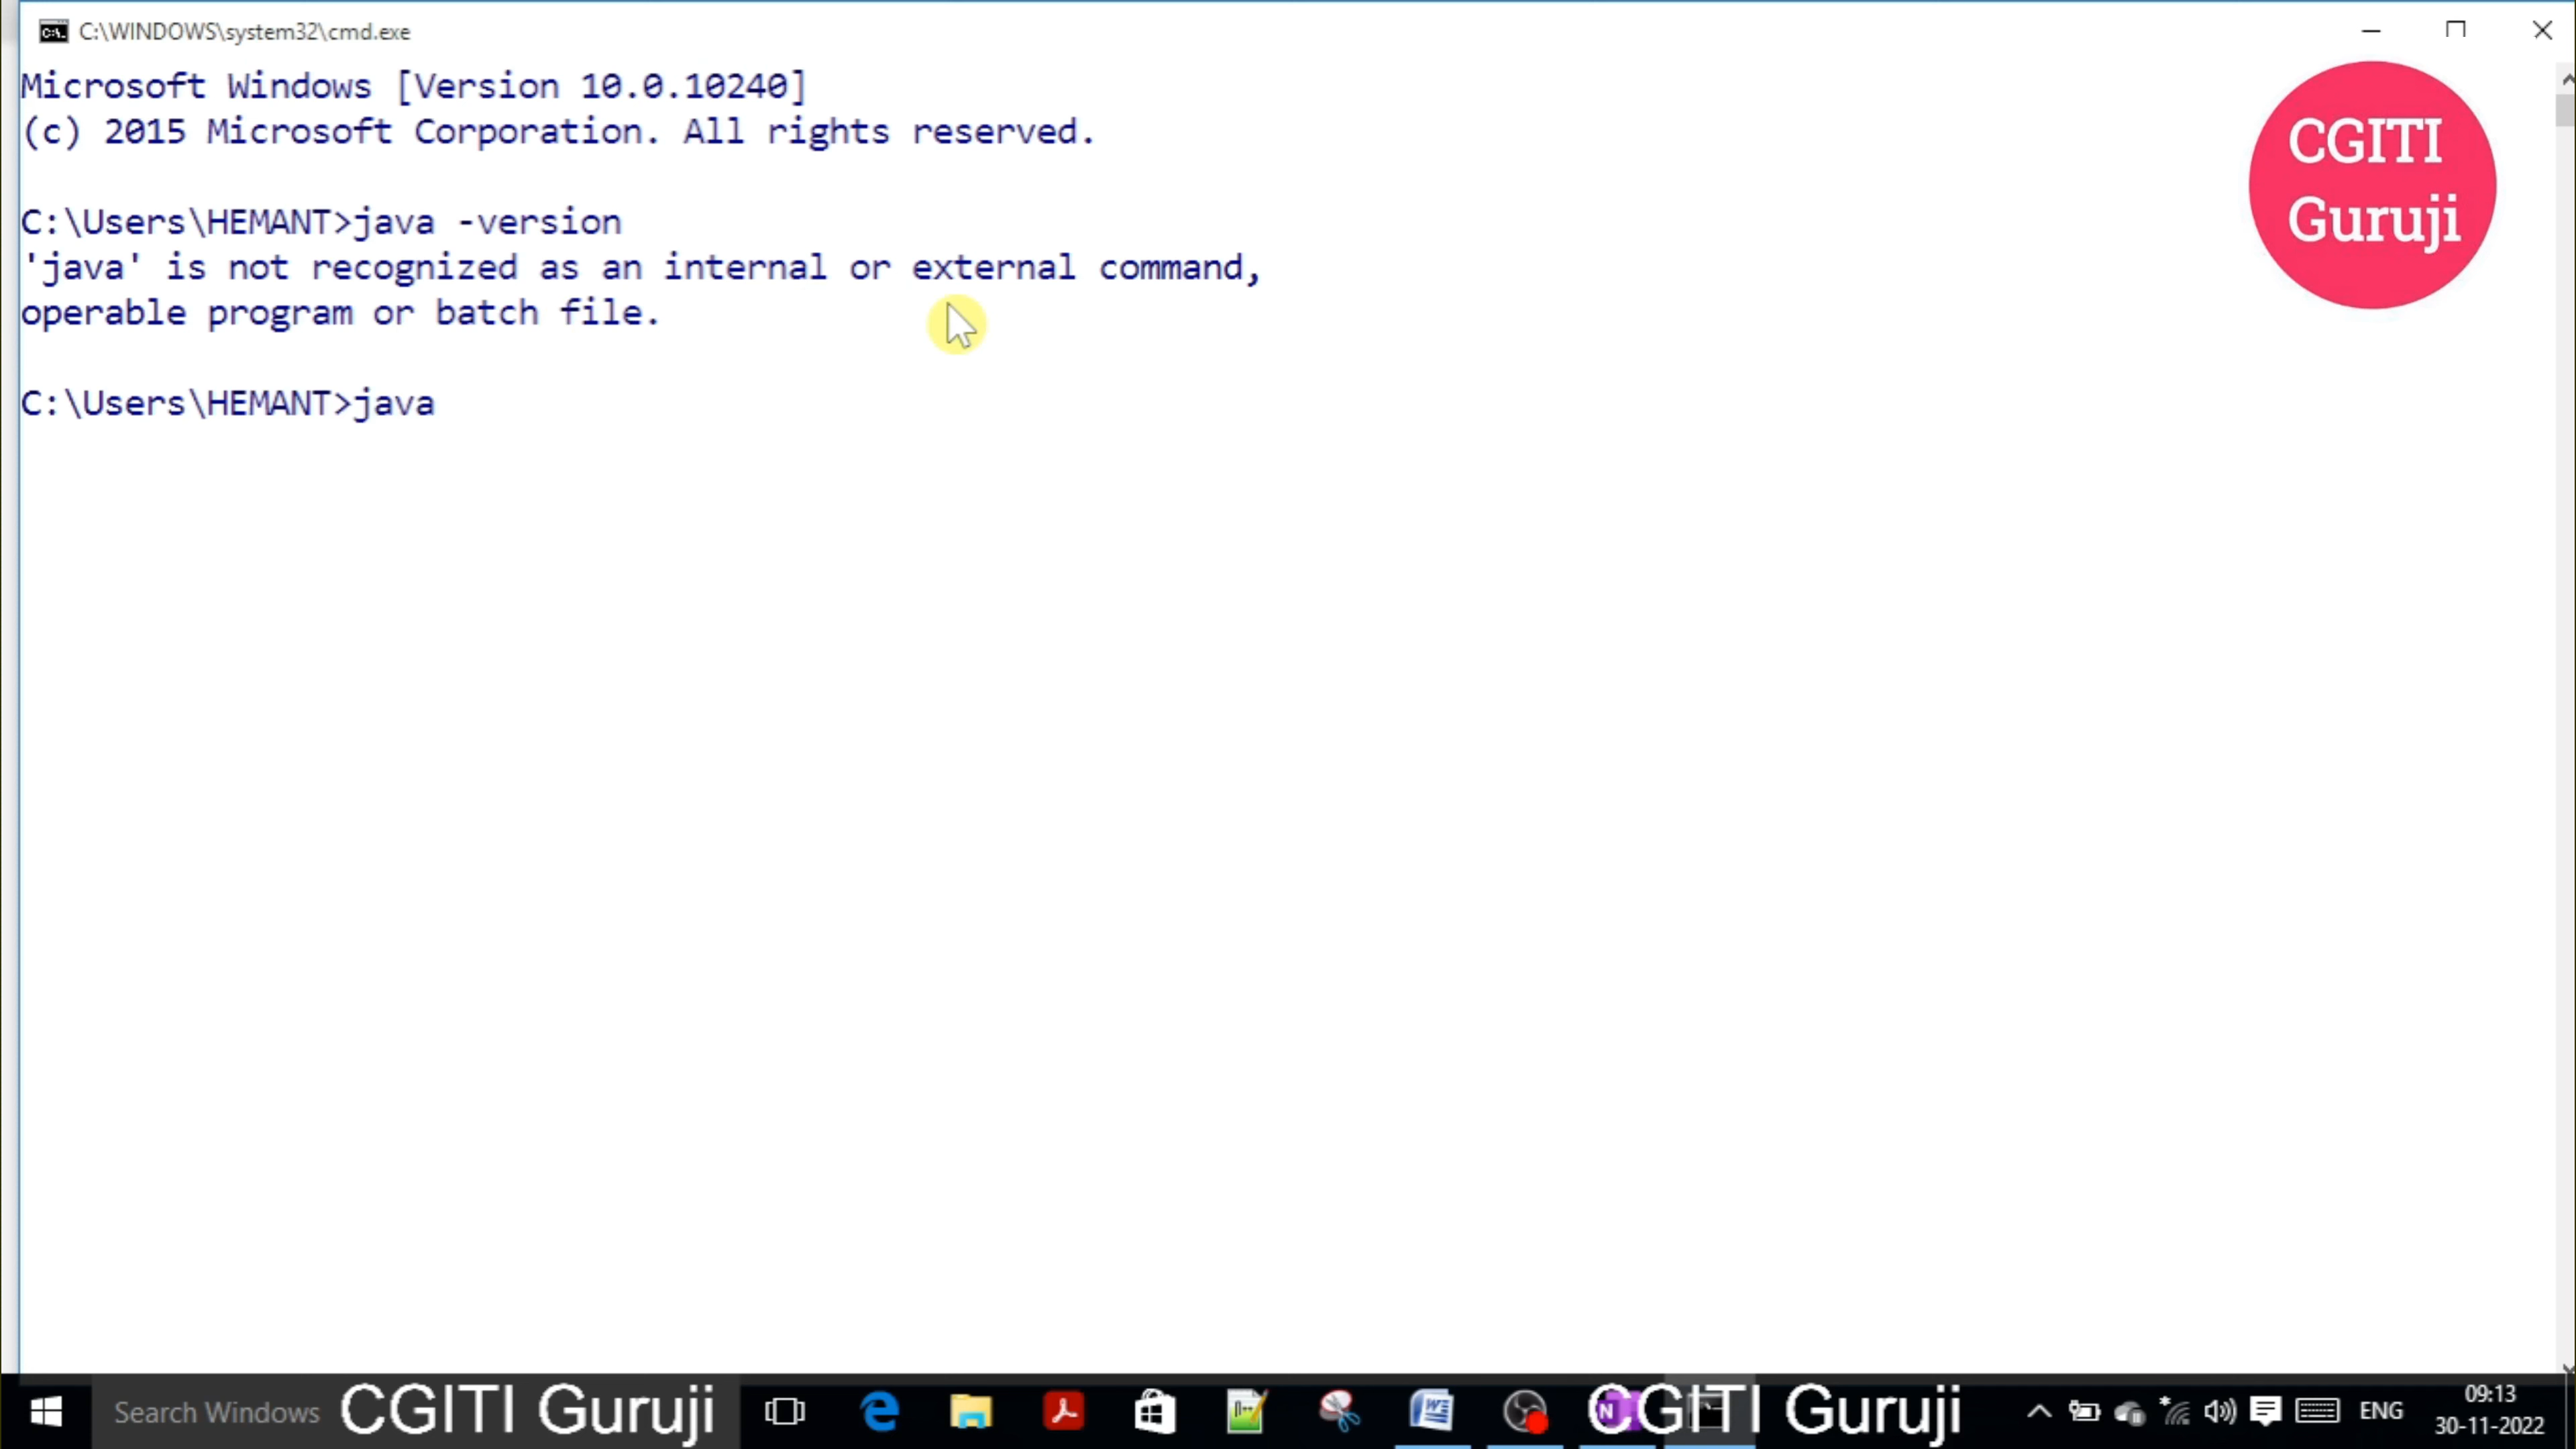 C:\WINDOWS\system32\cmd.exe
Microsoft Windows [Version 10.0.10240]
(c) 2015 Microsoft Corporation. All rights reserved.
CGITI
Guruji
C:\Users\HEMANT>java -version
'java' is not recognized as an internal or external command,
operable program or batch file.
C:\Users\HEMANT>java
Search Windows CGITI Guruji CGITI Guruji ENG 09:13
30-11-2022